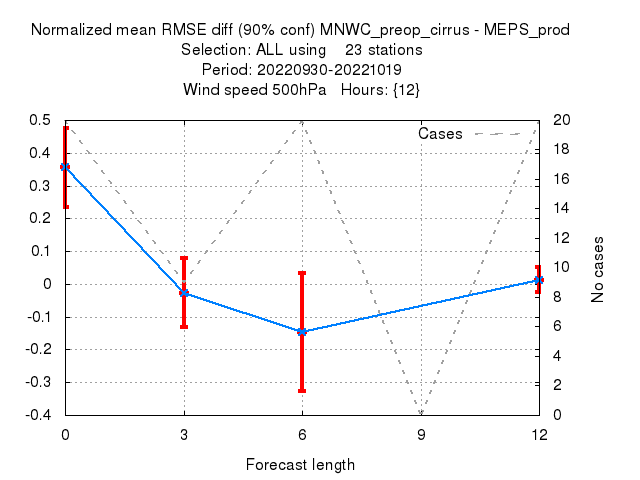 Normalized mean RMSE diff (90% conf) MNWC_preop_cirrus - MEPS_prod
Selection: ALL using 23 stations
Period: 20220930-20221019
Wind speed 500hPa Hours: {12}
Cases
0.5
0.4
0.3
0.2
0.1
0
-0.1
-0.2
-0.3
-0.4
20
18
16
14
12
10
8
6
4
2
0
No cases
0 3 6 9 12
Forecast length